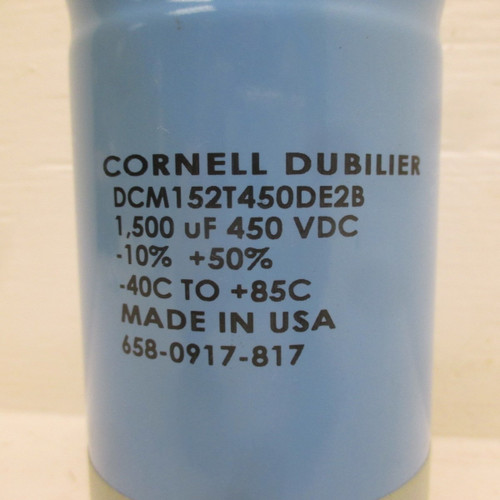 CORNELL DUBILIER
DCM152T450DE2B
1,500 uF 450 VDC
-10% +50%
-40C TO +85C
MADE IN USA
658-0917-817